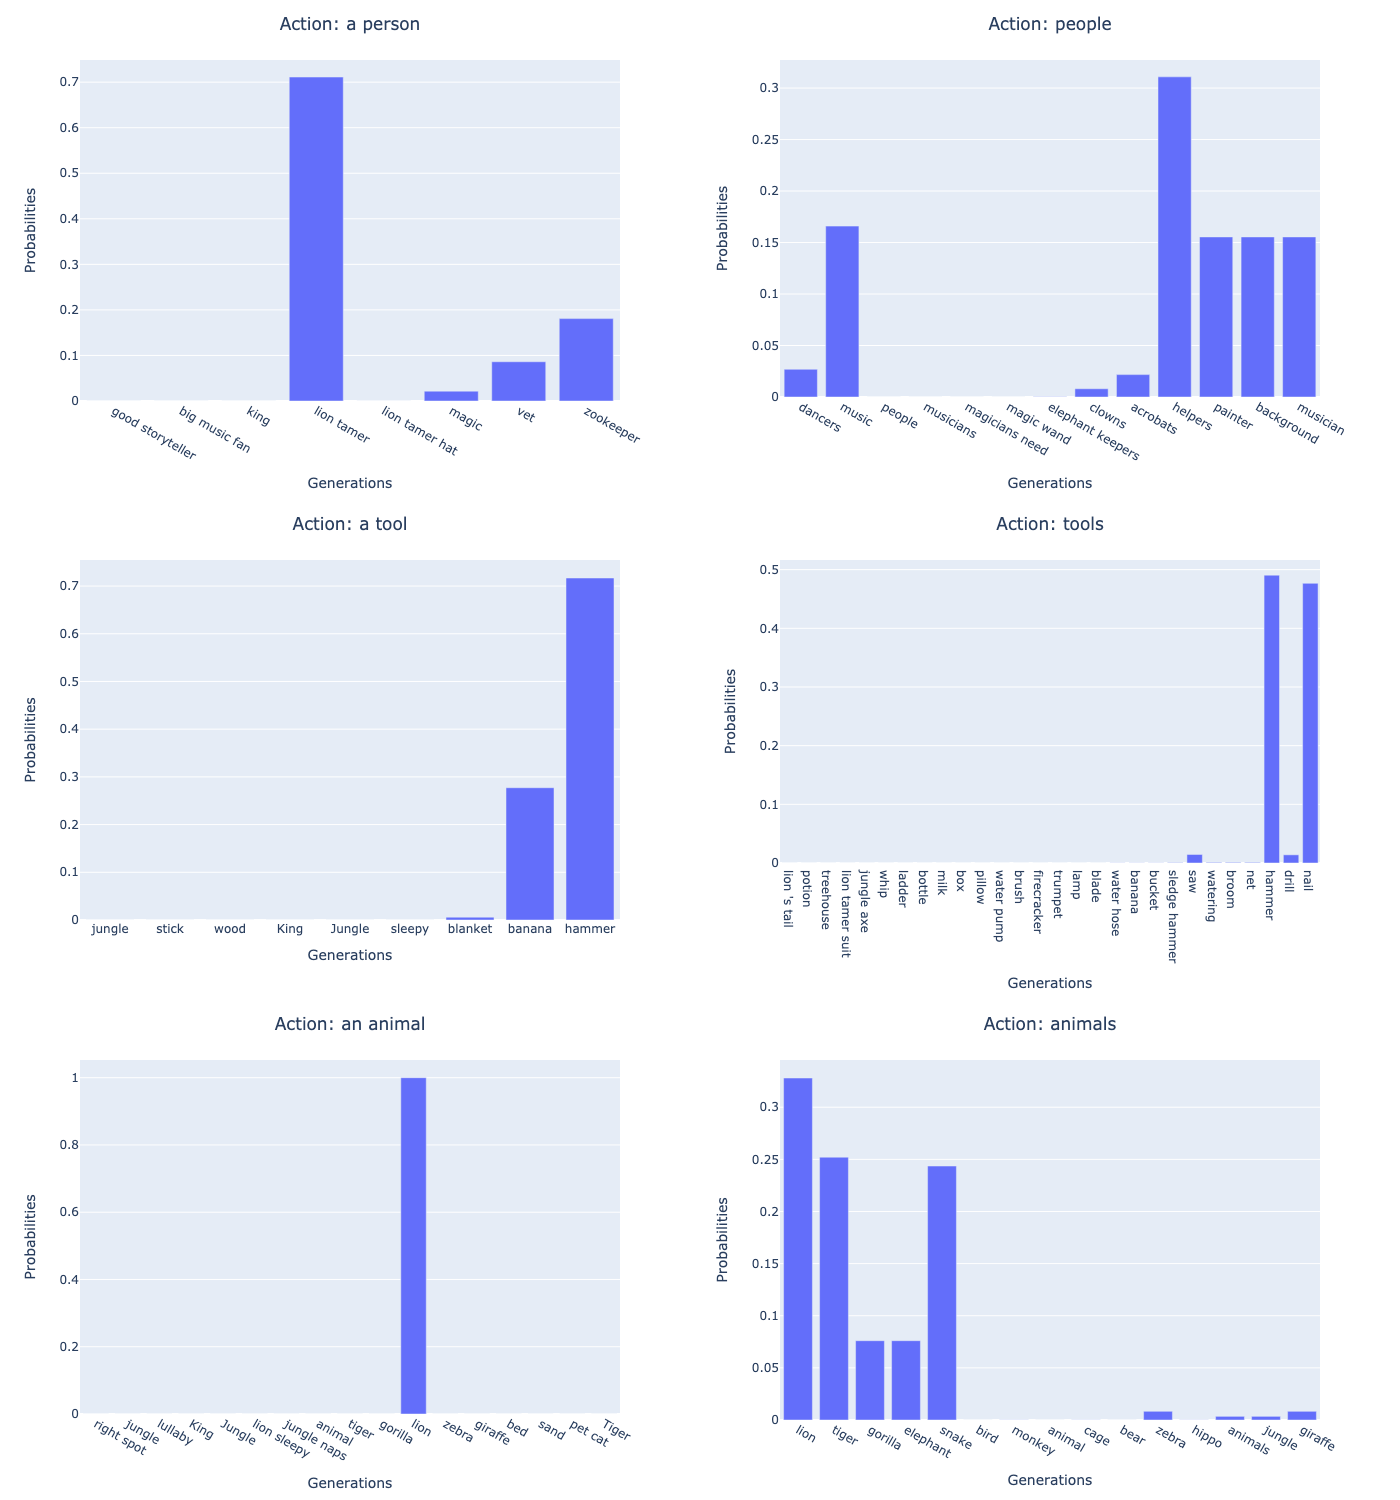 Action: a person
Probabilities
0.7
0.6
0.5
0.4
0.3
0.2
0.1
0
good storyteller
big music fan
king
lion tamer
lion tamer hat
magic
vet
zookeeper
Generations
Action: people
Probabilities
0.3
0.25
0.2
0.15
0.1
0.05
0
dancers
music
people
musicians
magicians need
magic wand
elephant keepers
clowns
acrobats
helpers
painter
background
musician
Generations
Action: a tool
Probabilities
0.7
0.6
0.5
0.4
0.3
0.2
0.1
0
jungle
stick
wood
King
Jungle
sleepy
blanket
banana
hammer
Generations
Action: tools
Probabilities
0.5
0.4
0.3
0.2
0.1
0
lion 's tail
potion
treehouse
lion tamer suit
jungle axe
whip
ladder
bottle
milk
box
pillow
water pump
brush
firecracker
trumpet
lamp
blade
water hose
banana
bucket
sledge hammer
saw
watering
broom
net
hammer
drill
nail
Generations
Action: an animal
Probabilities
1
0.8
0.6
0.4
0.2
0
right spot
jungle
lullaby
King
Jungle
lion sleepy
jungle naps
animal
tiger
gorilla
lion
zebra
giraffe
bed
sand
pet cat
Tiger
Generations
Action: animals
Probabilities
0.3
0.25
0.2
0.15
0.1
0.05
0
lion
tiger
gorilla
elephant
snake
bird
monkey
animal
cage
bear
zebra
hippo
animals
jungle
giraffe
Generations